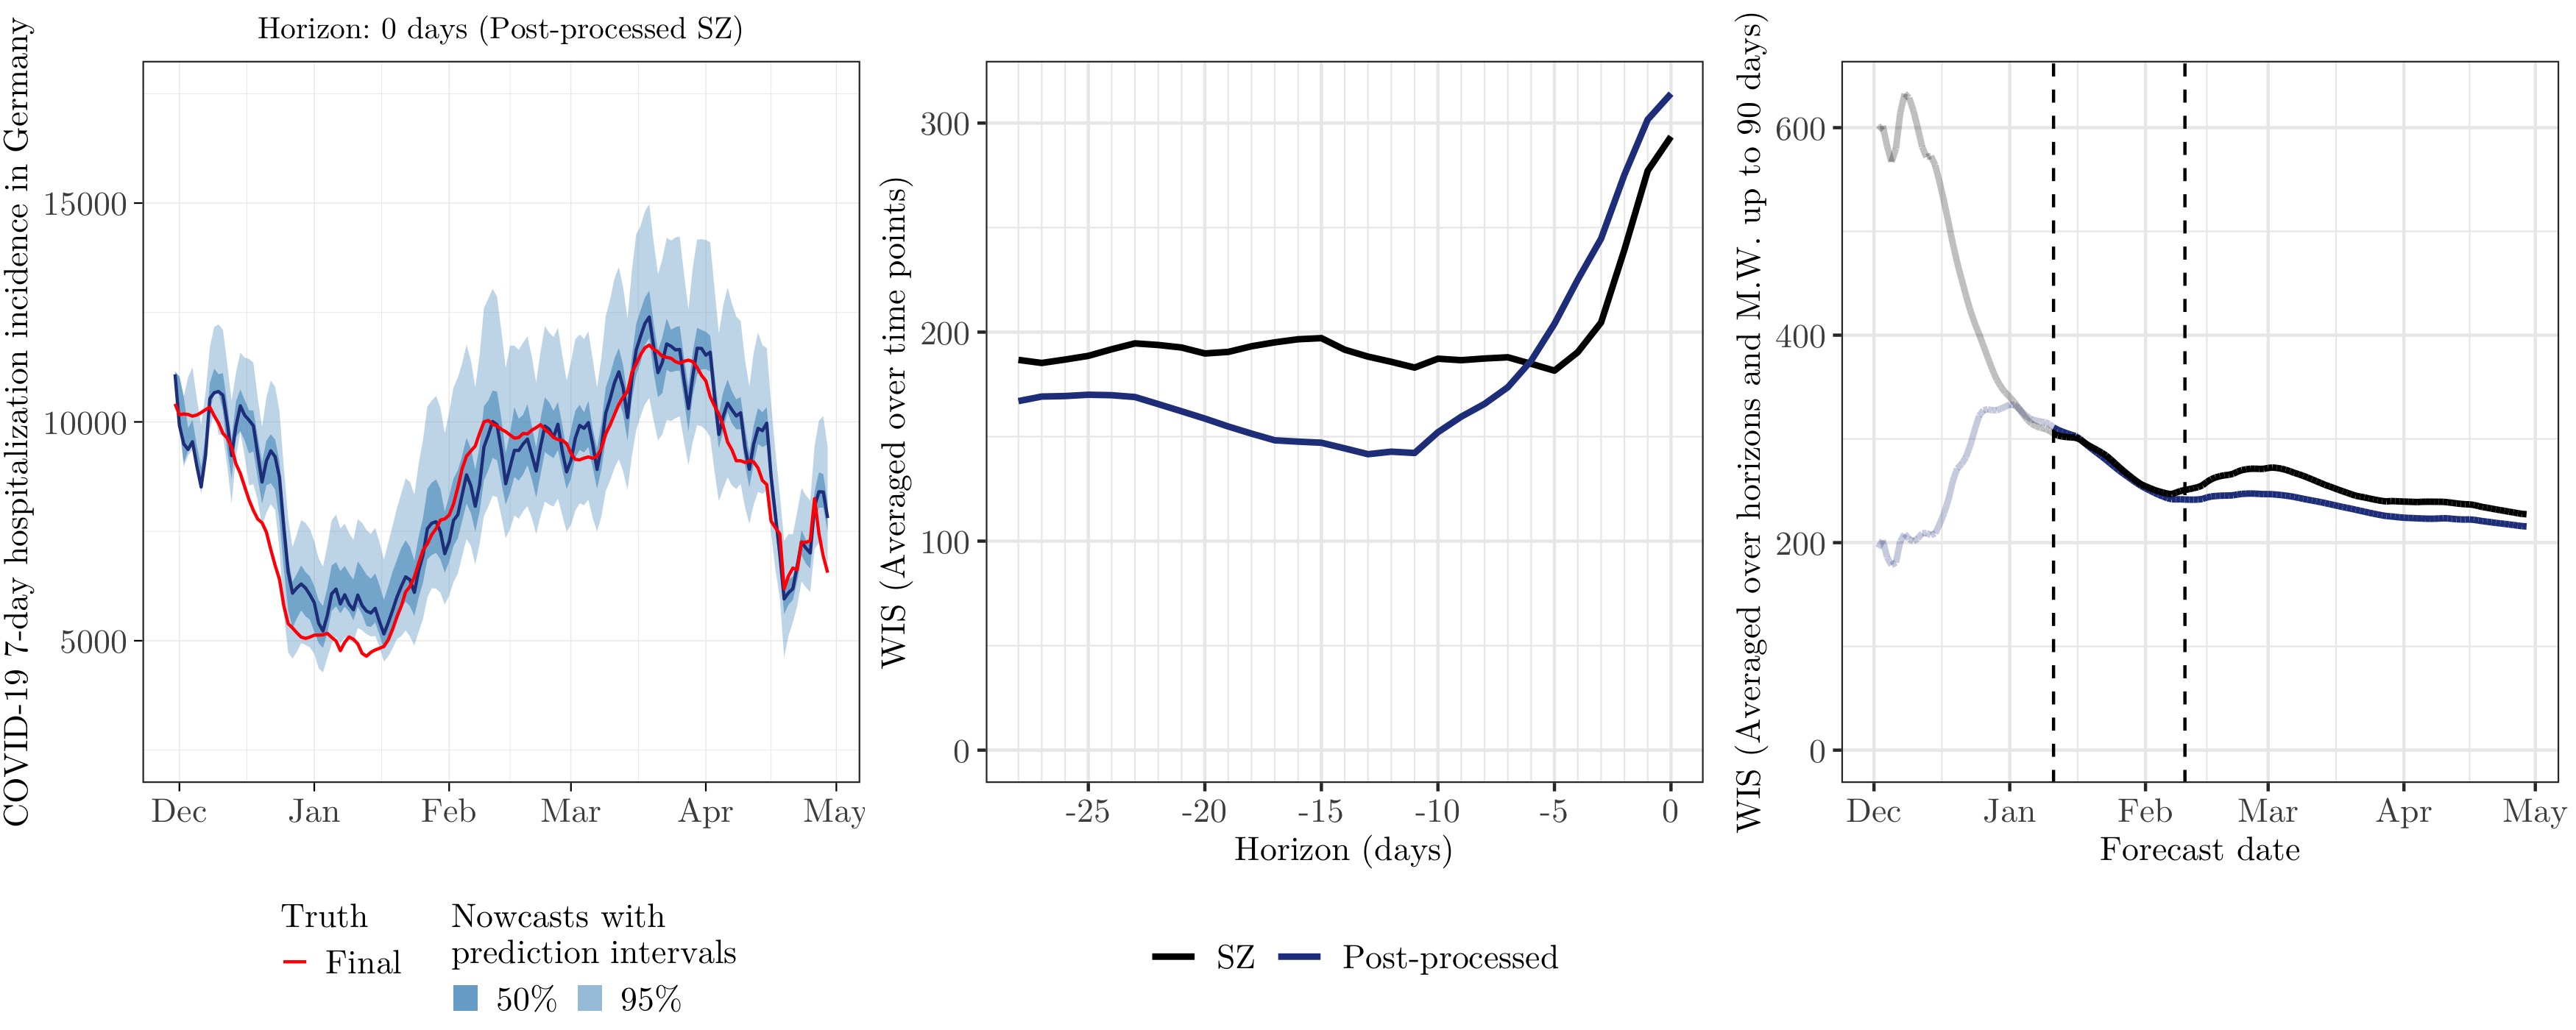 Horizon: 0 days (Post-processed SZ)
COVID-19 7-day hospitalization incidence in Germany
15000
10000
5000
Dec Jan Feb Mar Apr May
Truth
Final
Nowcasts with
prediction intervals
50% 95%
WIS (Averaged over time points)
300
200
100
0
-25 -20 -15 -10 -5 0
Horizon (days)
SZ Post-processed
WIS (Averaged over horizons and M.W. up to 90 days)
600
400
200
0
Dec Jan Feb Mar Apr May
Forecast date